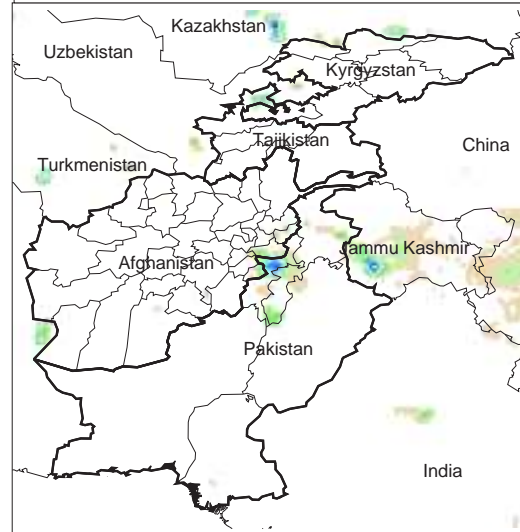 Kazakhstan
Uzbekistan
Kyrgyzstan
Tajikistan
China
Turkmenistan
Jammu Kashmir
Afghanistan
Pakistan
India